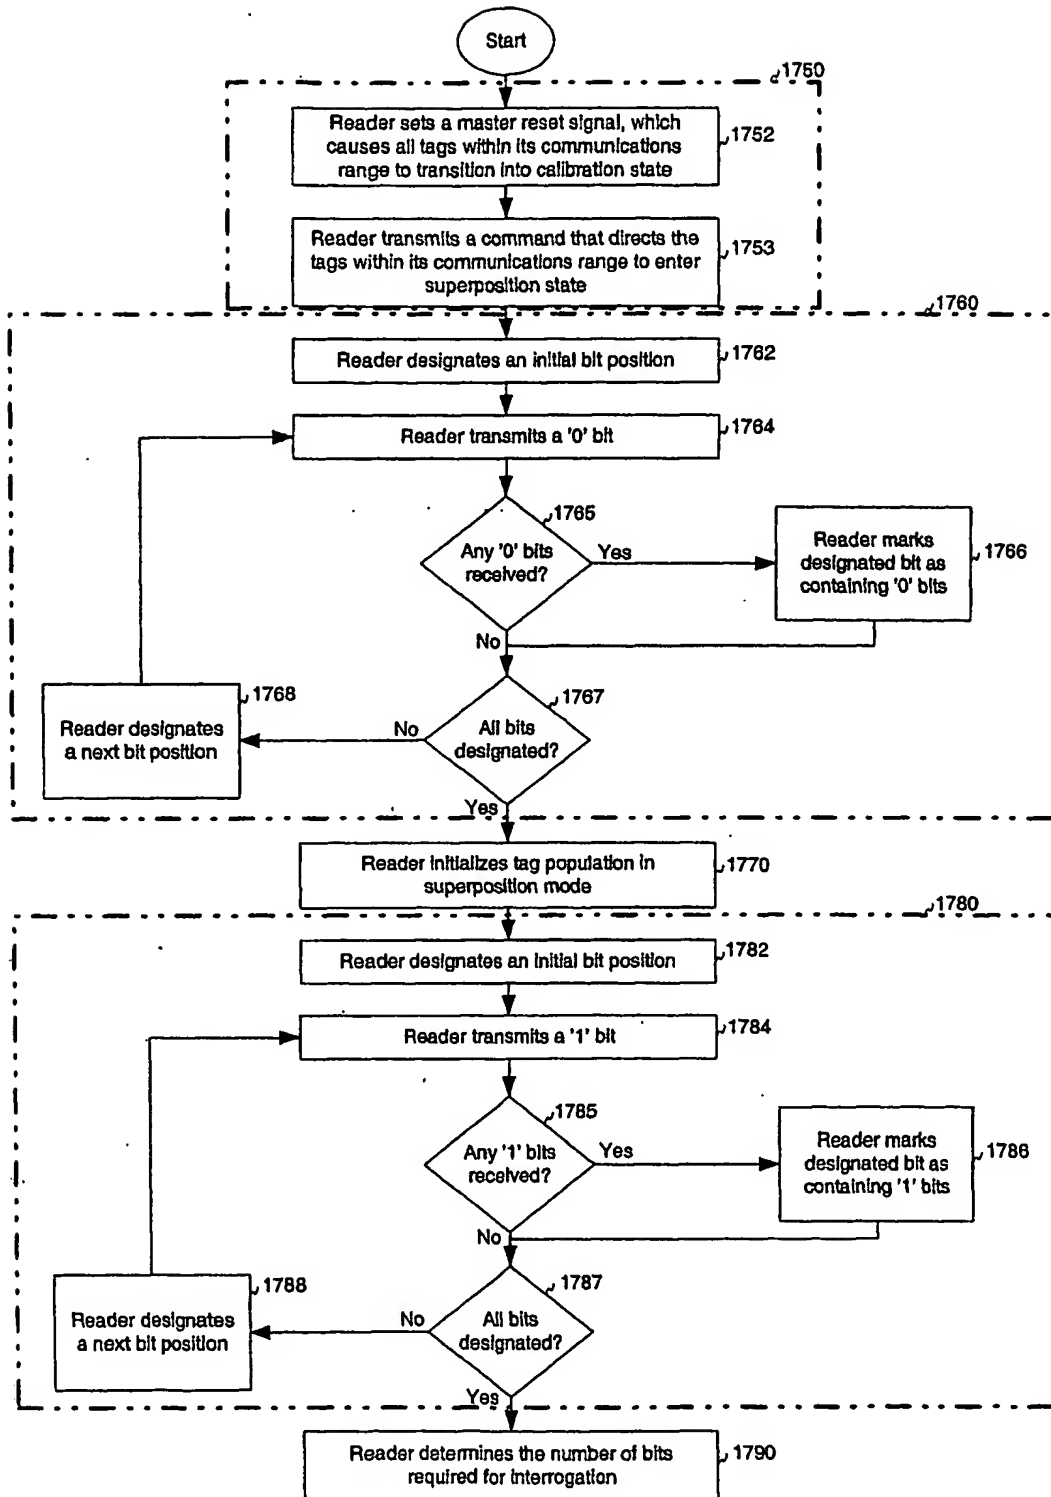 Start
1750
Reader sets a master reset signal, which
causes all tags within its communications
range to transition into calibration state
1752
Reader transmits a command that directs the
tags within its communications range to enter
superposition state
1753
1760
Reader designates an initial bit position
1762
Reader transmits a '0' bit
1764
1765
Any '0' bits
received?
Yes
Reader marks
designated bit as
containing '0' bits
1766
No
1768
Reader designates
a next bit position
No
1767
All bits
designated?
Yes
Reader initializes tag population in
superposition mode
1770
1780
Reader designates an initial bit position
1782
Reader transmits a '1' bit
1784
1785
Any '1' bits
received?
Yes
Reader marks
designated bit as
containing '1' bits
1786
No
1788
Reader designates
a next bit position
No
1787
All bits
designated?
Yes
Reader determines the number of bits
required for interrogation
1790